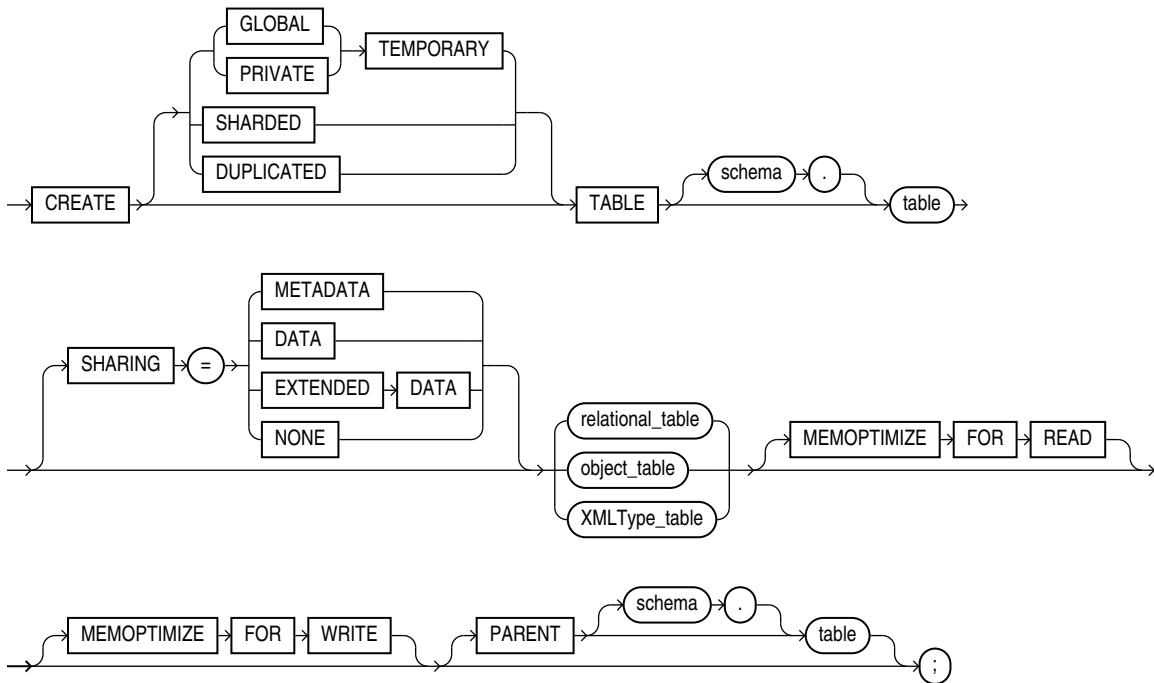 GLOBAL
TEMPORARY
PRIVATE
SHARDED
DUPLICATED
schema .
CREATE TABLE table
METADATA
SHARING = DATA
EXTENDED DATA
NONE
relational_table
MEMOPTIMIZE FOR READ
object_table
XMLType_table
schema .
MEMOPTIMIZE FOR WRITE PARENT table
;